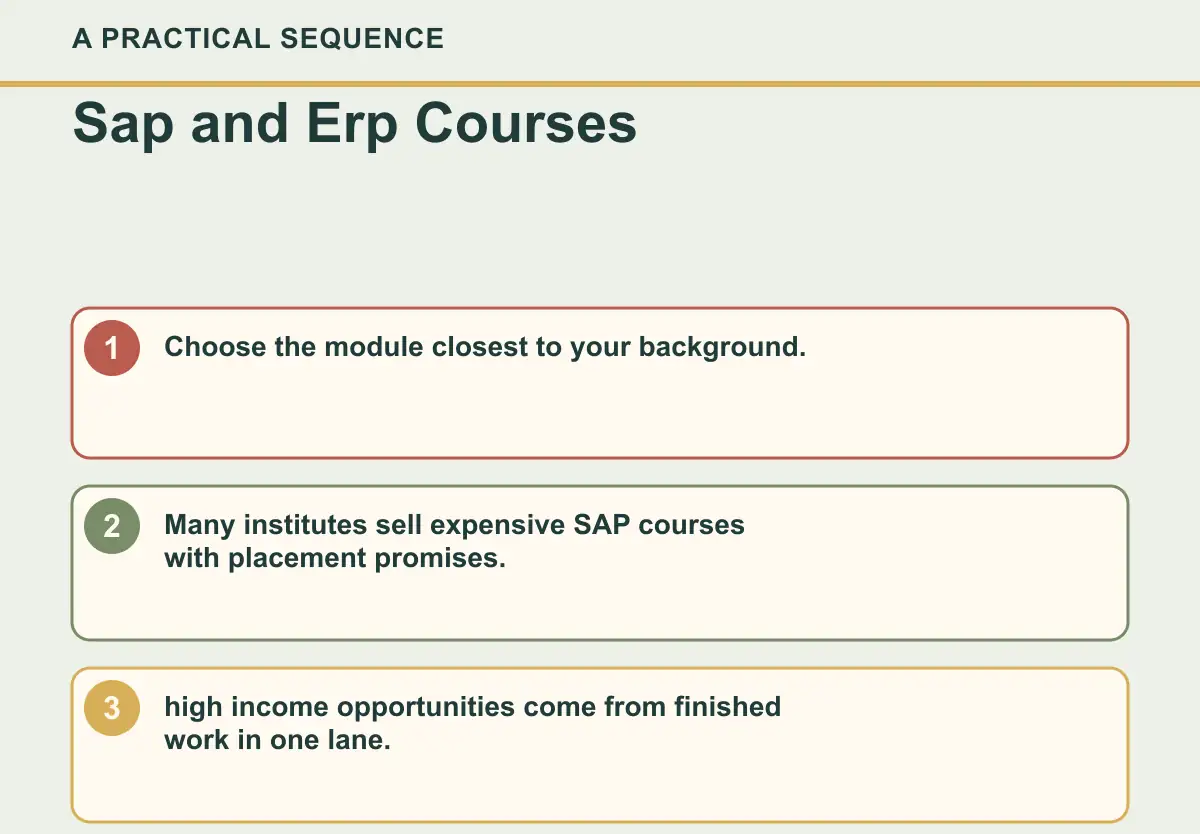 A PRACTICAL SEQUENCE
Sap and Erp Courses
1
Choose the module closest to your background.
2
Many institutes sell expensive SAP courses
with placement promises.
3
high income opportunities come from finished
work in one lane.